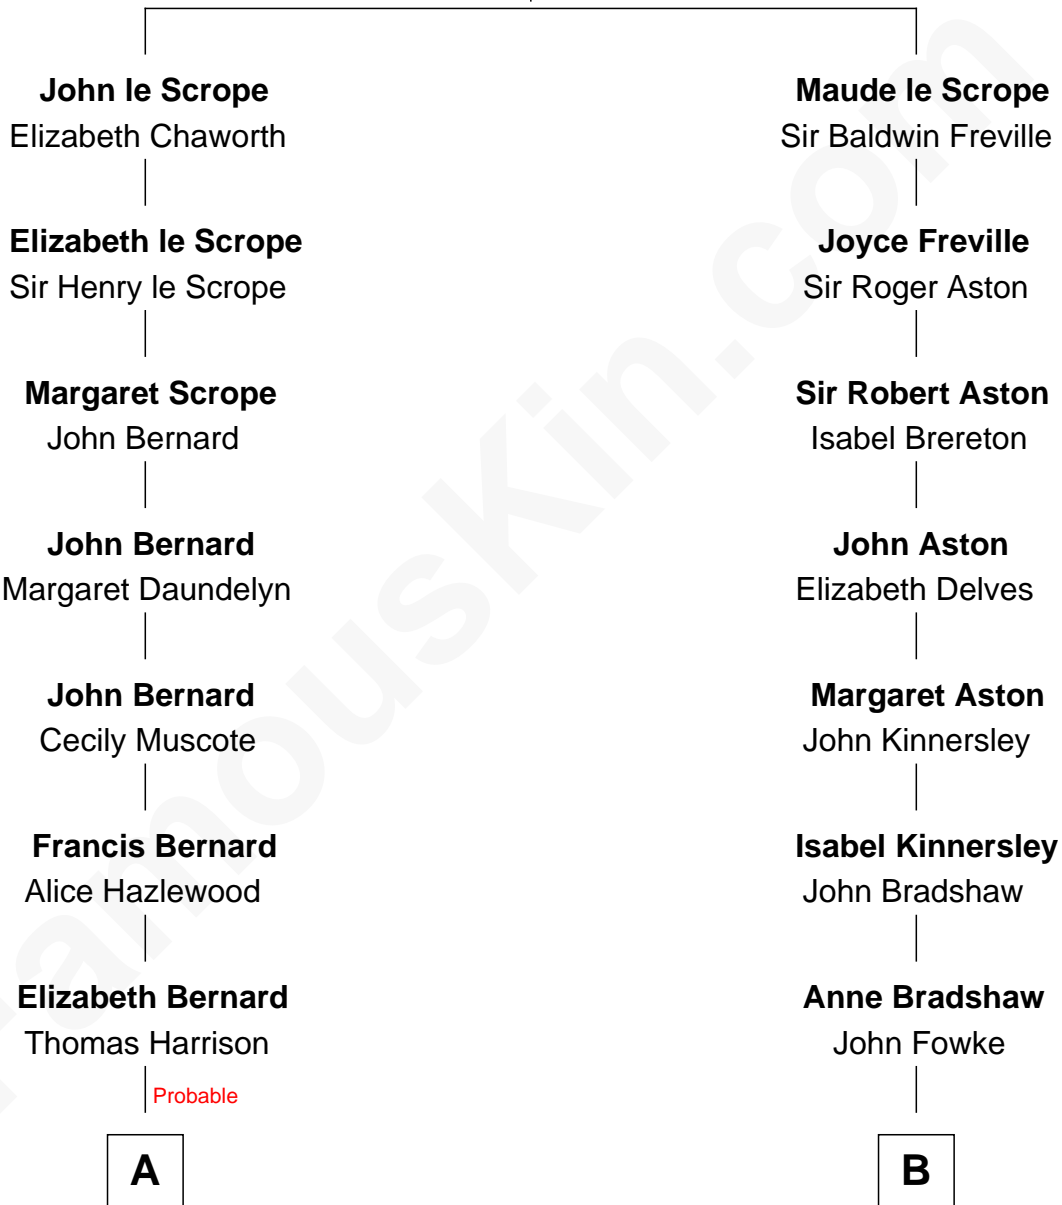 John le Scrope
Elizabeth Chaworth
Maude le Scrope
Sir Baldwin Freville
Elizabeth le Scrope
Sir Henry le Scrope
Joyce Freville
Sir Roger Aston
Margaret Scrope
John Bernard
Sir Robert Aston
Isabel Brereton
John Bernard
Margaret Daundelyn
John Aston
Elizabeth Delves
John Bernard
Cecily Muscote
Margaret Aston
John Kinnersley
Francis Bernard
Alice Hazlewood
Isabel Kinnersley
John Bradshaw
Elizabeth Bernard
Thomas Harrison
Anne Bradshaw
John Fowke
Probable
A
B
FamousKin.com